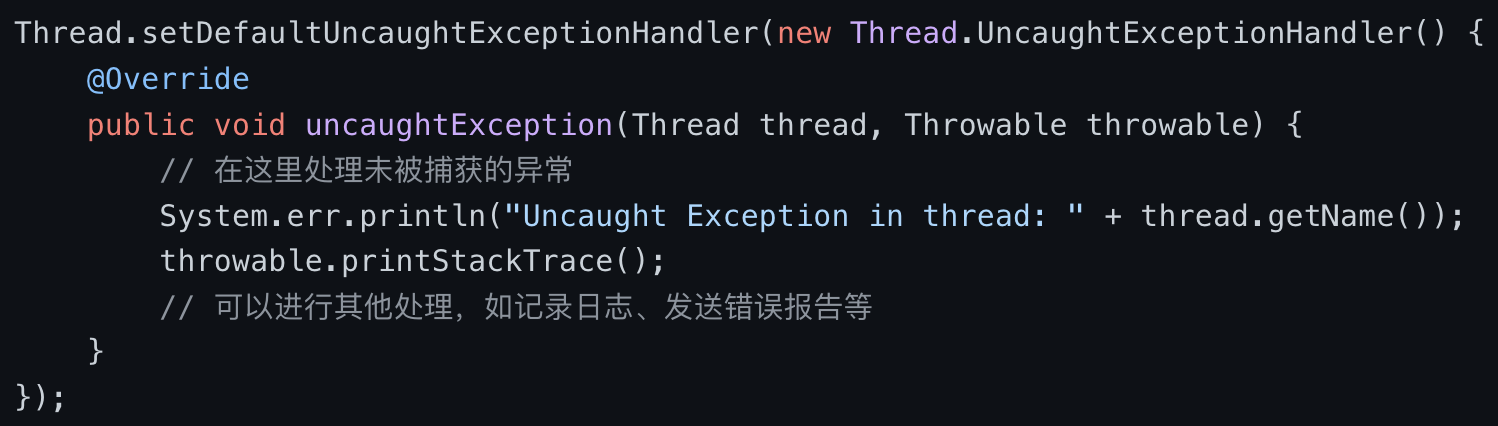 Thread.setDefaultUncaughtExceptionHandler(new Thread.UncaughtExceptionHandler() {
    @Override
    public void uncaughtException(Thread thread, Throwable throwable) {
        // 在这里处理未被捕获的异常
        System.err.println("Uncaught Exception in thread: " + thread.getName());
        throwable.printStackTrace();
        // 可以进行其他处理，如记录日志、发送错误报告等
    }
});